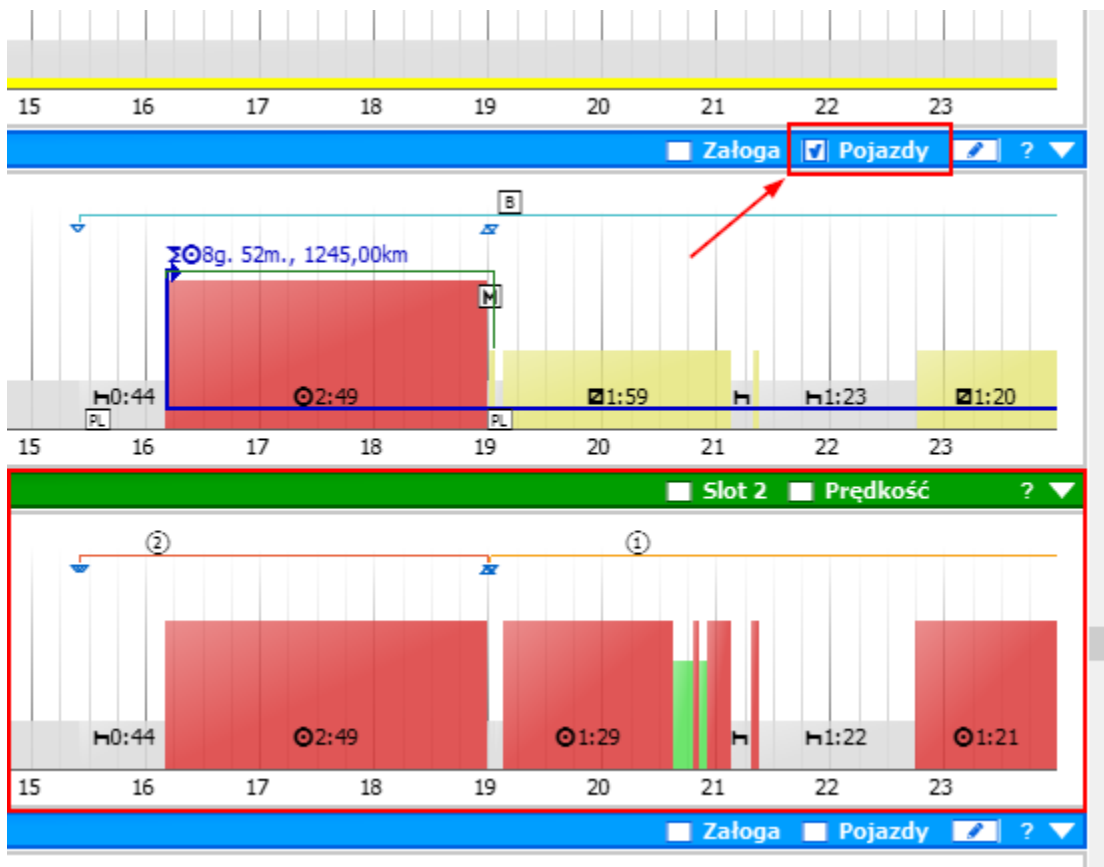 15 16 17 18 19 20 21 22 23
Załoga Pojazdy ?
B
Σ⊙8g. 52m., 1245,00km
M
0:44 2:49 1:59 1:23 1:20
PL PL
15 16 17 18 19 20 21 22 23
Slot 2 Prędkość ?
2 1
0:44 2:49 1:29 1:22 1:21
15 16 17 18 19 20 21 22 23
Załoga Pojazdy ?